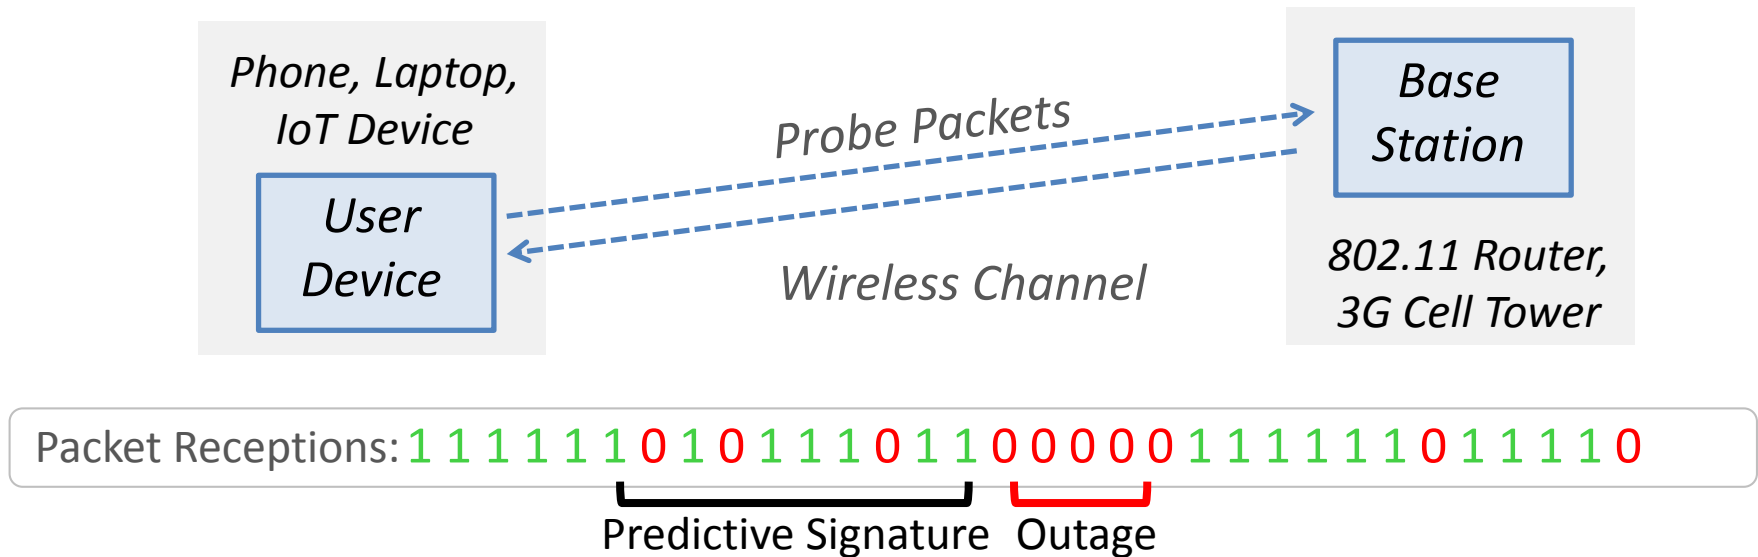 Phone, Laptop,
IoT Device
User
Device
Probe Packets
Wireless Channel
Base
Station
802.11 Router,
3G Cell Tower
Packet Receptions: 1 1 1 1 1 1 0 1 0 1 1 1 0 1 1 0 0 0 0 0 1 1 1 1 1 1 0 1 1 1 1 0
Predictive Signature
Outage